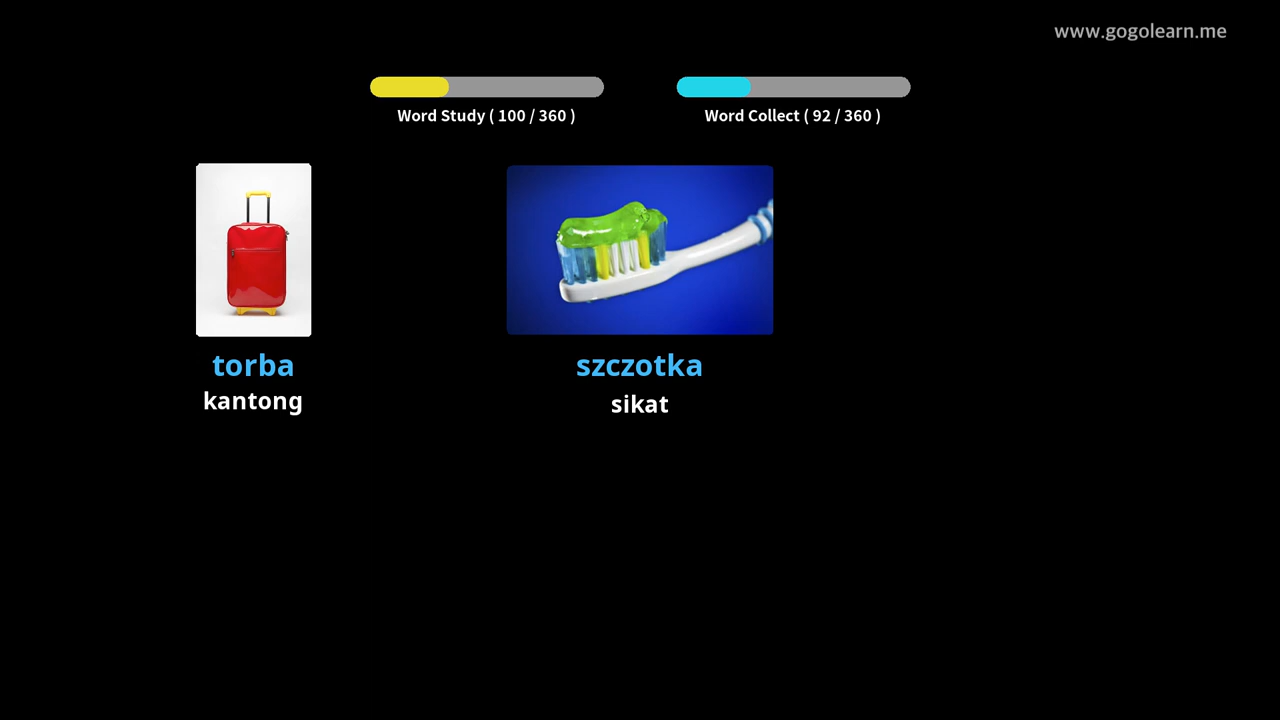 www.gogolearn.me
Word Study ( 100 / 360 )
Word Collect ( 92 / 360 )
torba
kantong
szczotka
sikat